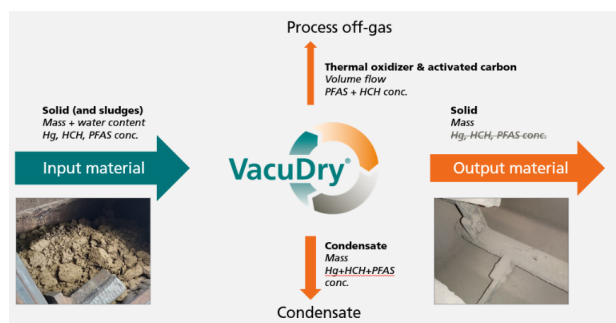 Process off-gas
Thermal oxidizer & activated carbon
Volume flow
PFAS + HCH conc.
Solid (and sludges)
Mass + water content
Hg, HCH, PFAS conc.
Input material
VacuDry®
Solid
Mass
Hg, HCH, PFAS conc.
Output material
Condensate
Mass
Hg+HCH+PFAS
conc.
Condensate